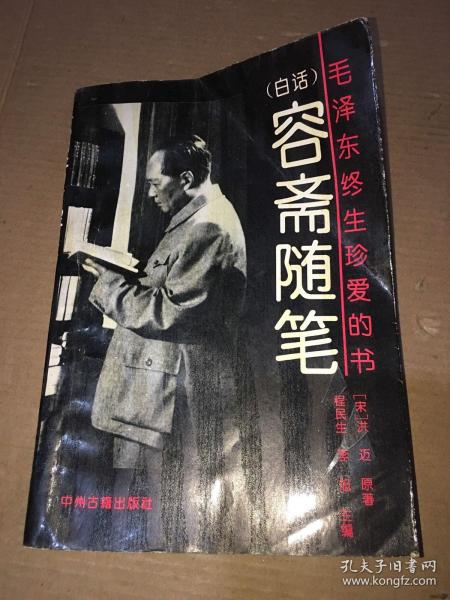 毛泽东终生珍爱的书
(白话)
容斋随笔
[宋]洪 迈 原著
程民生 主编
中州古籍出版社
孔夫子旧书网
www.kongfz.com